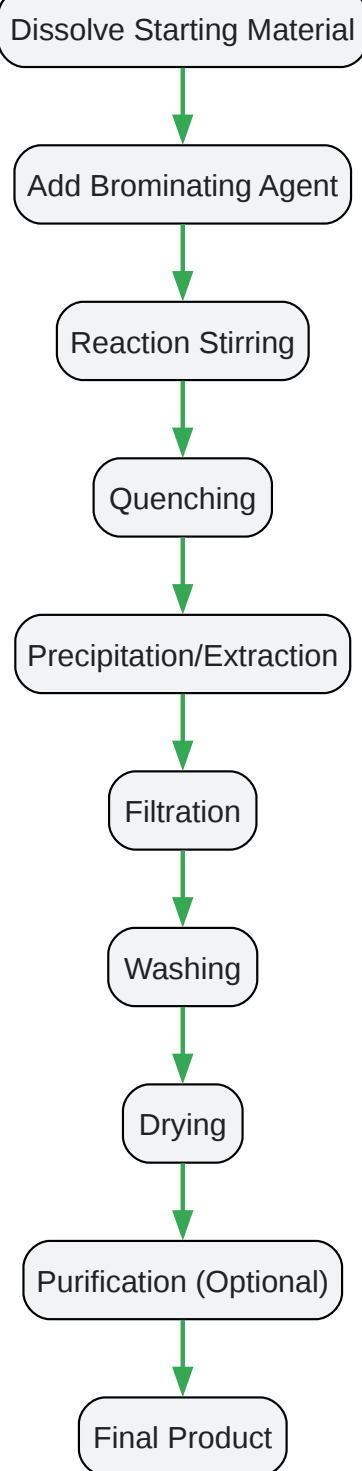 Dissolve Starting Material
Add Brominating Agent
Reaction Stirring
Quenching
Precipitation/Extraction
Filtration
Washing
Drying
Purification (Optional)
Final Product